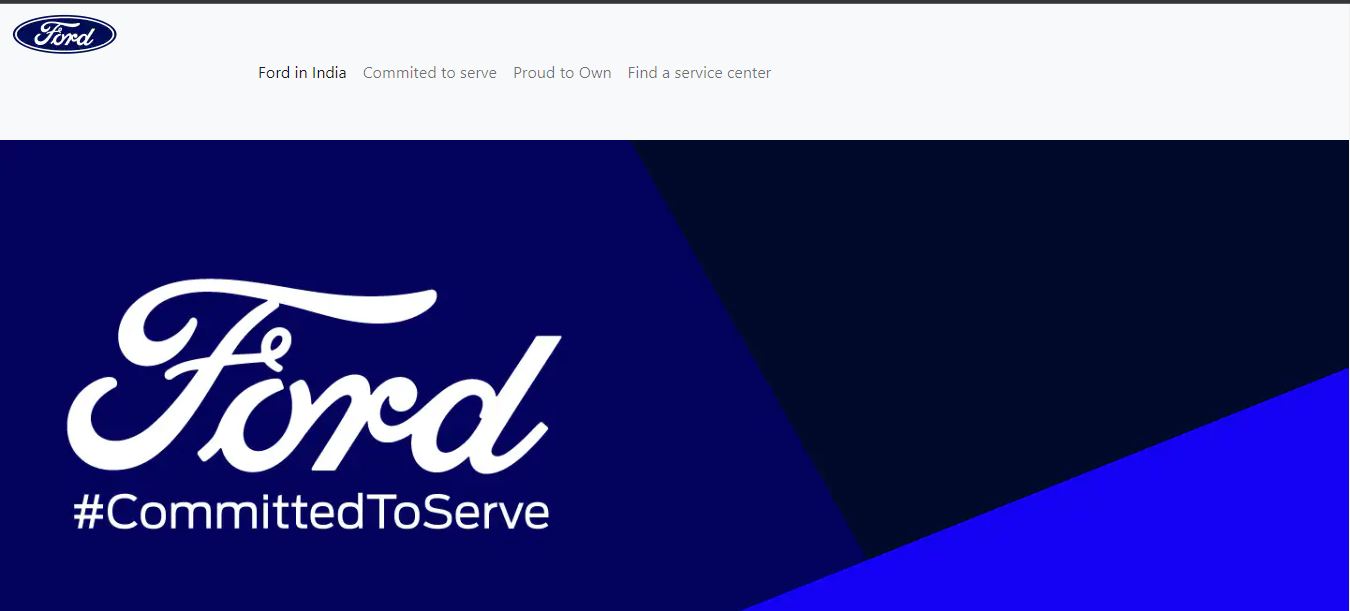 Ford
Ford in India Commited to serve Proud to Own Find a service center
Ford
#CommittedToServe